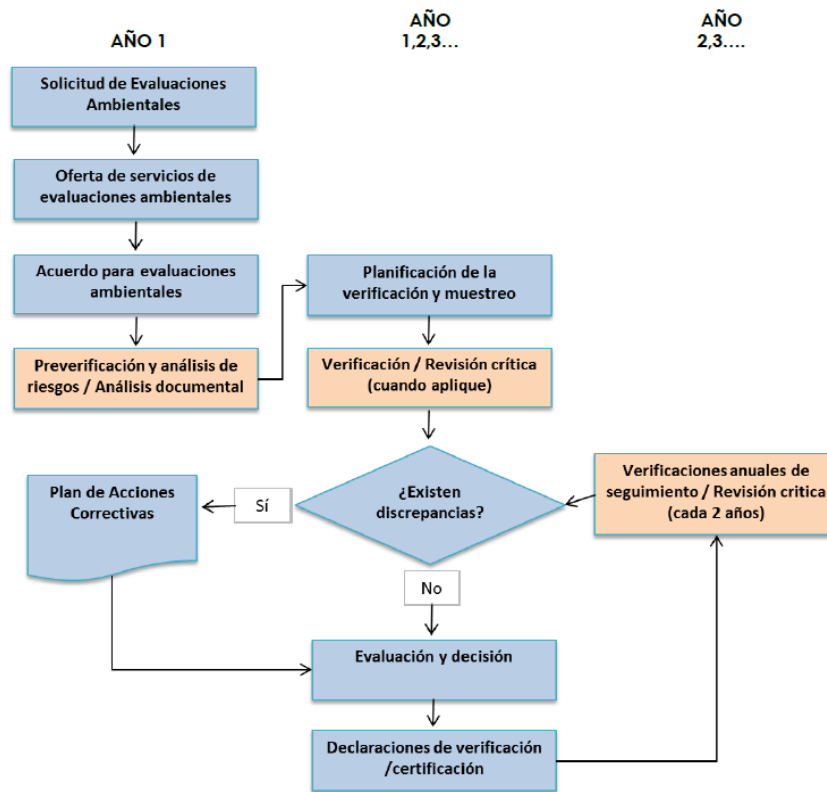 AÑO 1
AÑO
1,2,3...
AÑO
2,3....
Solicitud de Evaluaciones
Ambientales
Oferta de servicios de
evaluaciones ambientales
Acuerdo para evaluaciones
ambientales
Preverificación y análisis de
riesgos / Análisis documental
Planificación de la
verificación y muestreo
Verificación / Revisión crítica
(cuando aplique)
¿Existen
discrepancias?
Sí
Plan de Acciones
Correctivas
Verificaciones anuales de
seguimiento / Revisión critica
(cada 2 años)
No
Evaluación y decisión
Declaraciones de verificación
/certificación